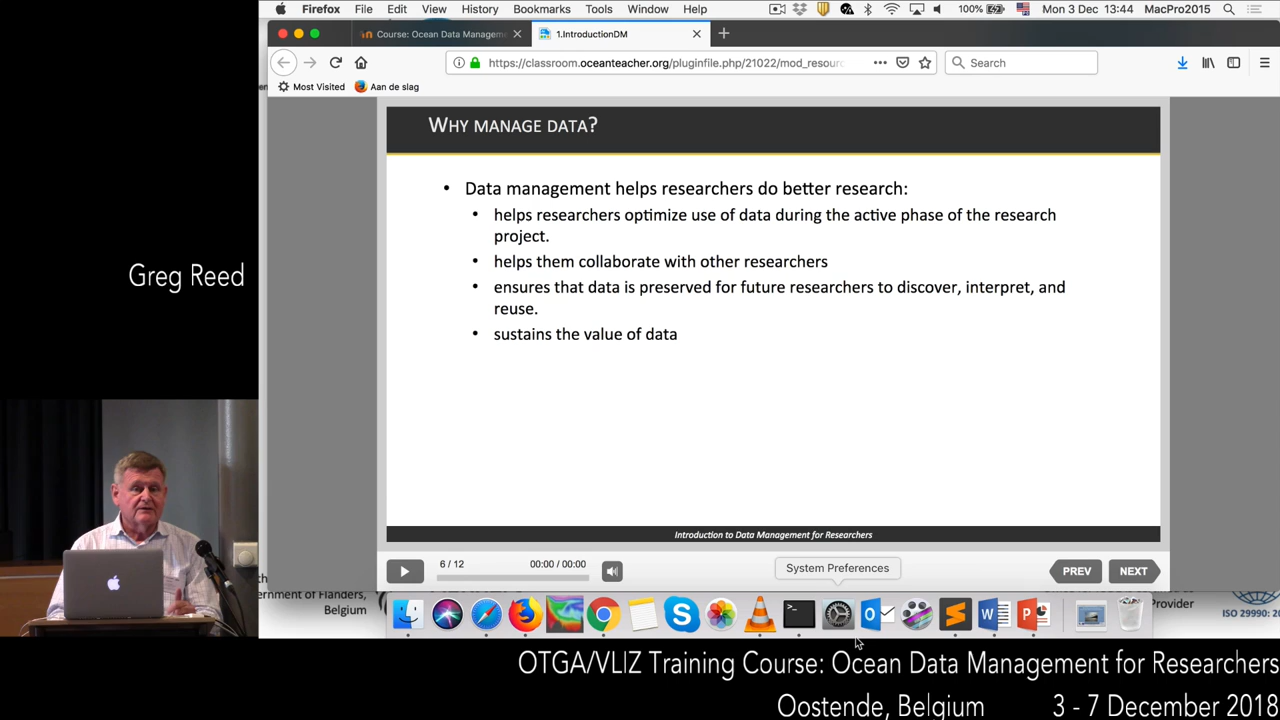 Firefox File Edit View History Bookmarks Tools Window Help 100% Mon 3 Dec 13:44 MacPro2015
Course: Ocean Data Manageme
1.IntroductionDM
https://classroom.oceanteacher.org/pluginfile.php/21022/mod_resour
Search
Most Visited Aan de slag
WHY MANAGE DATA?
• Data management helps researchers do better research:
• helps researchers optimize use of data during the active phase of the research
project.
• helps them collaborate with other researchers
• ensures that data is preserved for future researchers to discover, interpret, and
reuse.
• sustains the value of data
Greg Reed
Introduction to Data Management for Researchers
6 / 12 00:00 / 00:00
System Preferences
PREV NEXT
ernment of Flanders,
Belgium
Provider
ISO 29990:
OTGA/VLIZ Training Course: Ocean Data Management for Researchers
Oostende, Belgium 3 - 7 December 2018